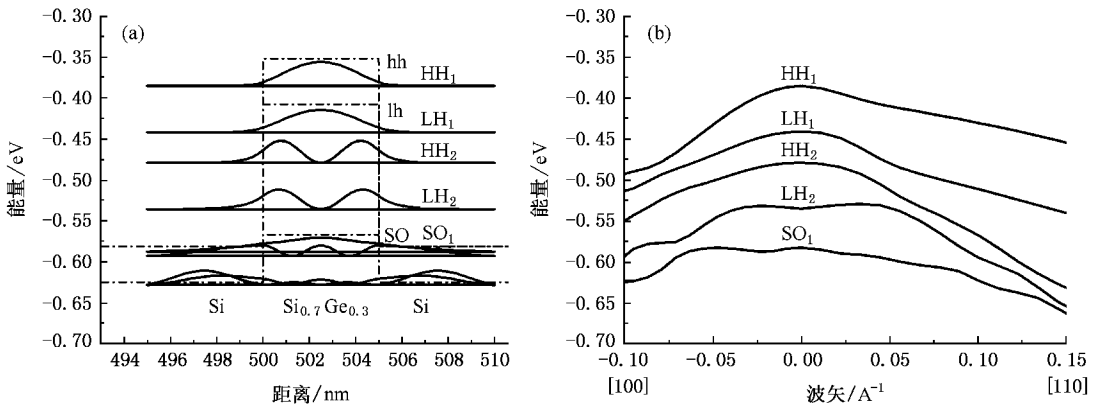 (a)
能量/eV
-0.30
-0.35
-0.40
-0.45
-0.50
-0.55
-0.60
-0.65
-0.70
hh
HH₁
lh
LH₁
HH₂
LH₂
SO SO₁
Si Si₀.₇Ge₀.₃ Si
494 496 498 500 502 504 506 508 510
距离/nm
(b)
能量/eV
-0.30
-0.35
-0.40
-0.45
-0.50
-0.55
-0.60
-0.65
-0.70
HH₁
LH₁
HH₂
LH₂
SO₁
-0.10 -0.05 0.00 0.05 0.10 0.15
[100] 波矢/A⁻¹ [110]